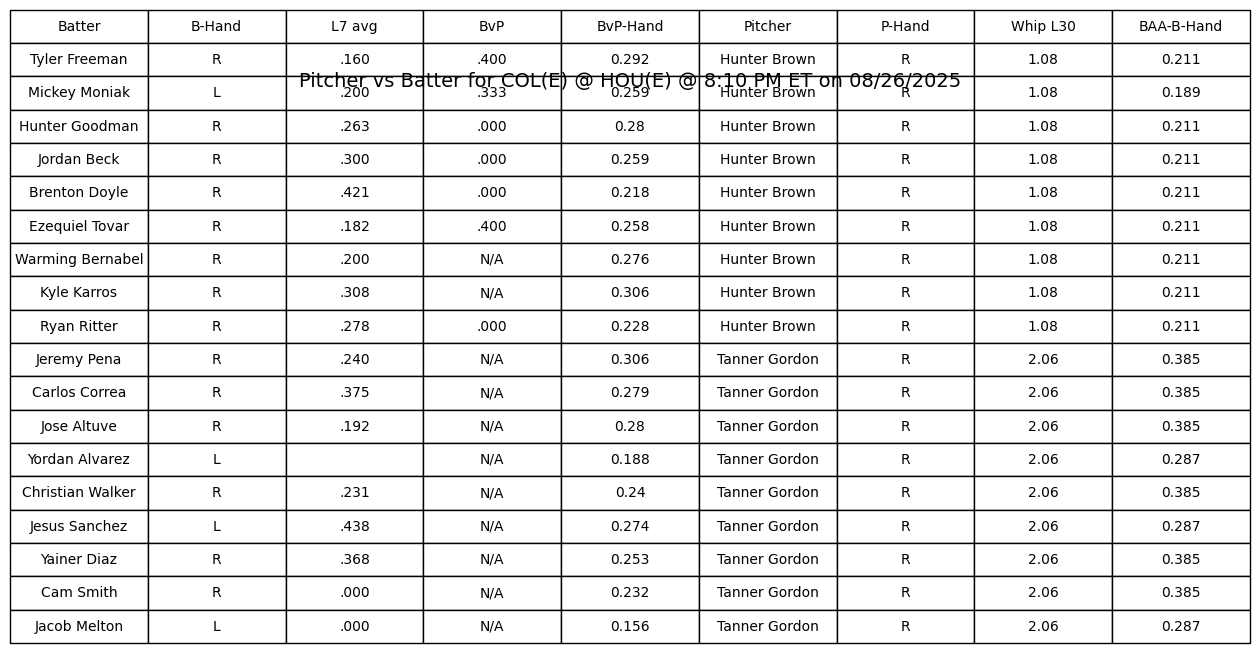 Batter B-Hand L7 avg BvP BvP-Hand Pitcher P-Hand Whip L30 BAA-B-Hand
Tyler Freeman R .160 .400 0.292 Hunter Brown R 1.08 0.211
Pitcher vs Batter for COL(E) @ HOU(E) @ 8:10 PM ET on 08/26/2025
Mickey Moniak L .200 .333 0.259 Hunter Brown R 1.08 0.189
Hunter Goodman R .263 .000 0.28 Hunter Brown R 1.08 0.211
Jordan Beck R .300 .000 0.259 Hunter Brown R 1.08 0.211
Brenton Doyle R .421 .000 0.218 Hunter Brown R 1.08 0.211
Ezequiel Tovar R .182 .400 0.258 Hunter Brown R 1.08 0.211
Warming Bernabel R .200 N/A 0.276 Hunter Brown R 1.08 0.211
Kyle Karros R .308 N/A 0.306 Hunter Brown R 1.08 0.211
Ryan Ritter R .278 .000 0.228 Hunter Brown R 1.08 0.211
Jeremy Pena R .240 N/A 0.306 Tanner Gordon R 2.06 0.385
Carlos Correa R .375 N/A 0.279 Tanner Gordon R 2.06 0.385
Jose Altuve R .192 N/A 0.28 Tanner Gordon R 2.06 0.385
Yordan Alvarez L N/A 0.188 Tanner Gordon R 2.06 0.287
Christian Walker R .231 N/A 0.24 Tanner Gordon R 2.06 0.385
Jesus Sanchez L .438 N/A 0.274 Tanner Gordon R 2.06 0.287
Yainer Diaz R .368 N/A 0.253 Tanner Gordon R 2.06 0.385
Cam Smith R .000 N/A 0.232 Tanner Gordon R 2.06 0.385
Jacob Melton L .000 N/A 0.156 Tanner Gordon R 2.06 0.287